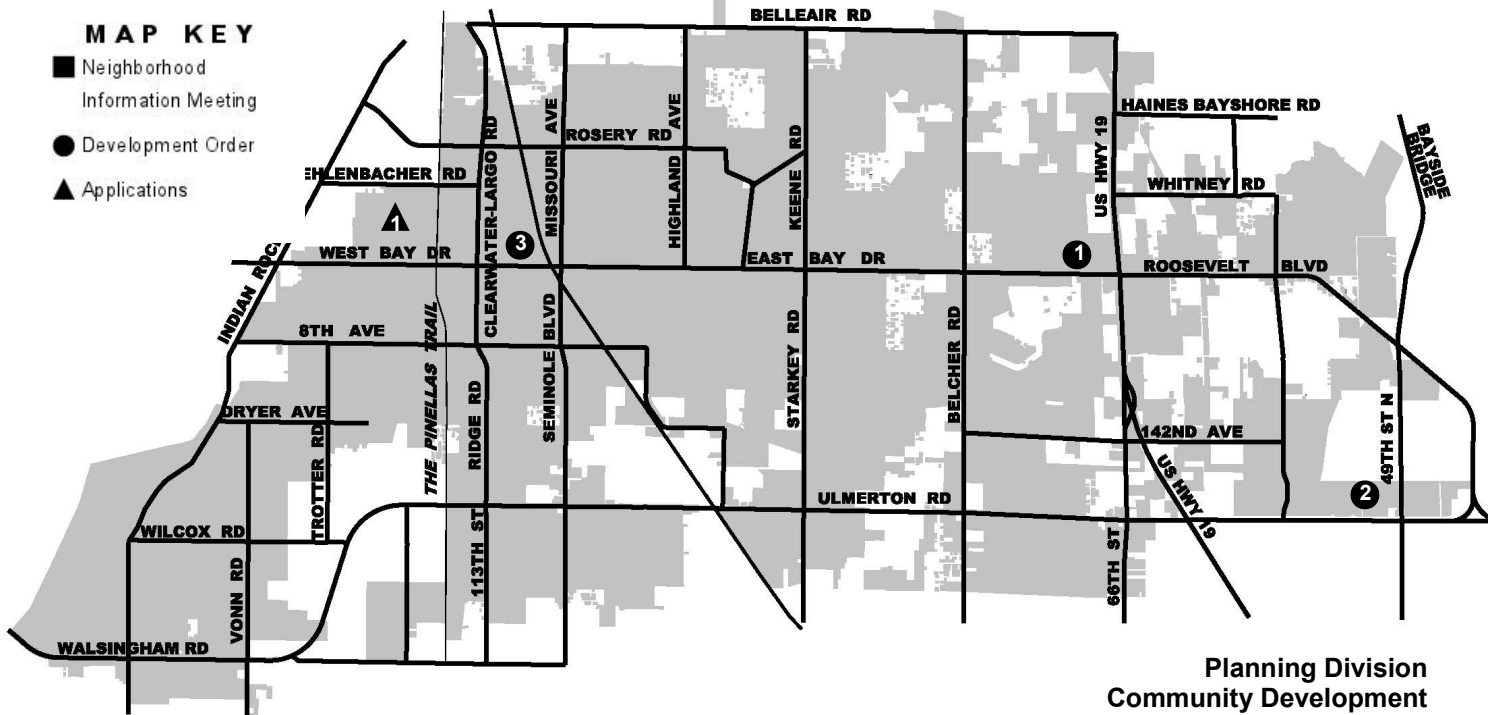 MAP KEY
Neighborhood
Information Meeting
Development Order
Applications
BELLEAIR RD
HAINES BAYSHORE RD
ROSERY RD
EHLENBACHER RD
WHITNEY RD
WEST BAY DR
EAST BAY DR
ROOSEVELT BLVD
8TH AVE
DRYER AVE
142ND AVE
ULMERTON RD
WILCOX RD
WALSINGHAM RD
INDIAN ROC
THE PINELLAS TRAIL
CLEARWATER-LARGO RD
MISSOURI AVE
HIGHLAND AVE
KEENE RD
US HWY 19
BAYSIDE
BRIDGE
TROTTER RD
VONN RD
RIDGE RD
113TH ST
SEMINOLE BLVD
STARKEY RD
BELCHER RD
66TH ST
US HWY 19
49TH ST N
1
3
1
2
Planning Division
Community Development